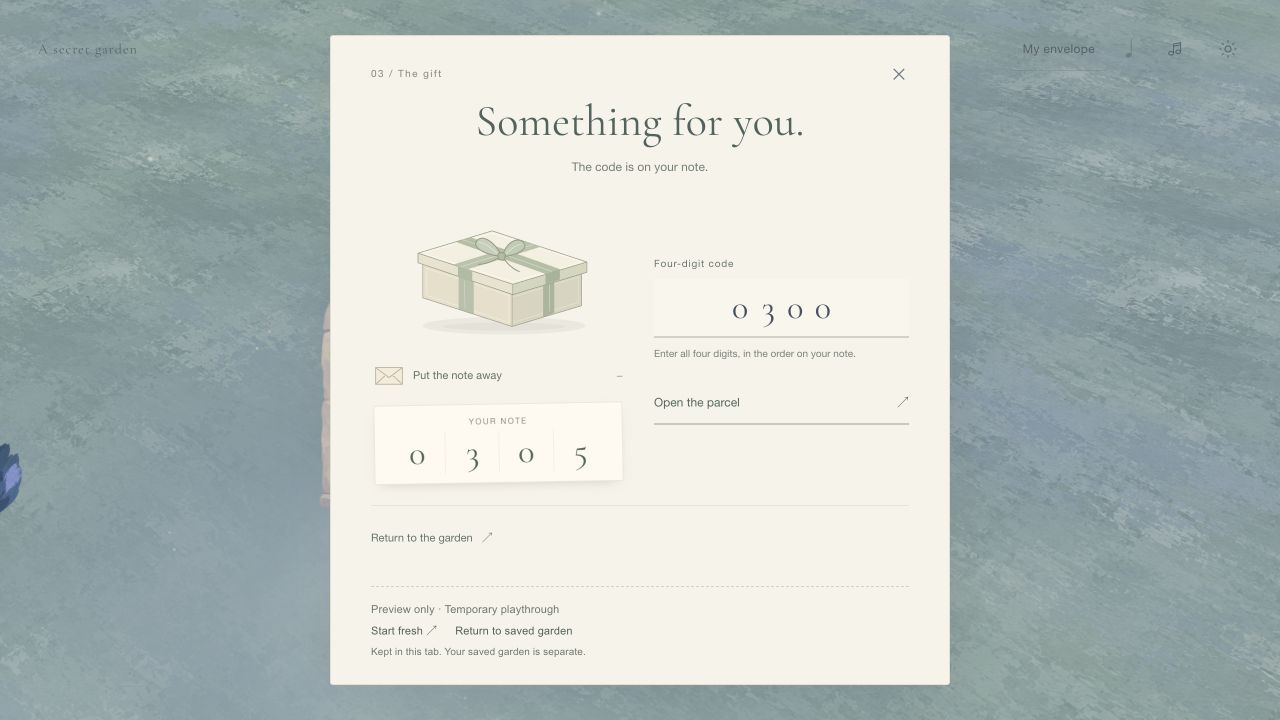 A secret garden
My envelope
03 / The gift
Something for you.
The code is on your note.
Four-digit code
0300
Enter all four digits, in the order on your note.
Put the note away –
Open the parcel
YOUR NOTE
0 3 0 5
Return to the garden
Preview only · Temporary playthrough
Start fresh Return to saved garden
Kept in this tab. Your saved garden is separate.